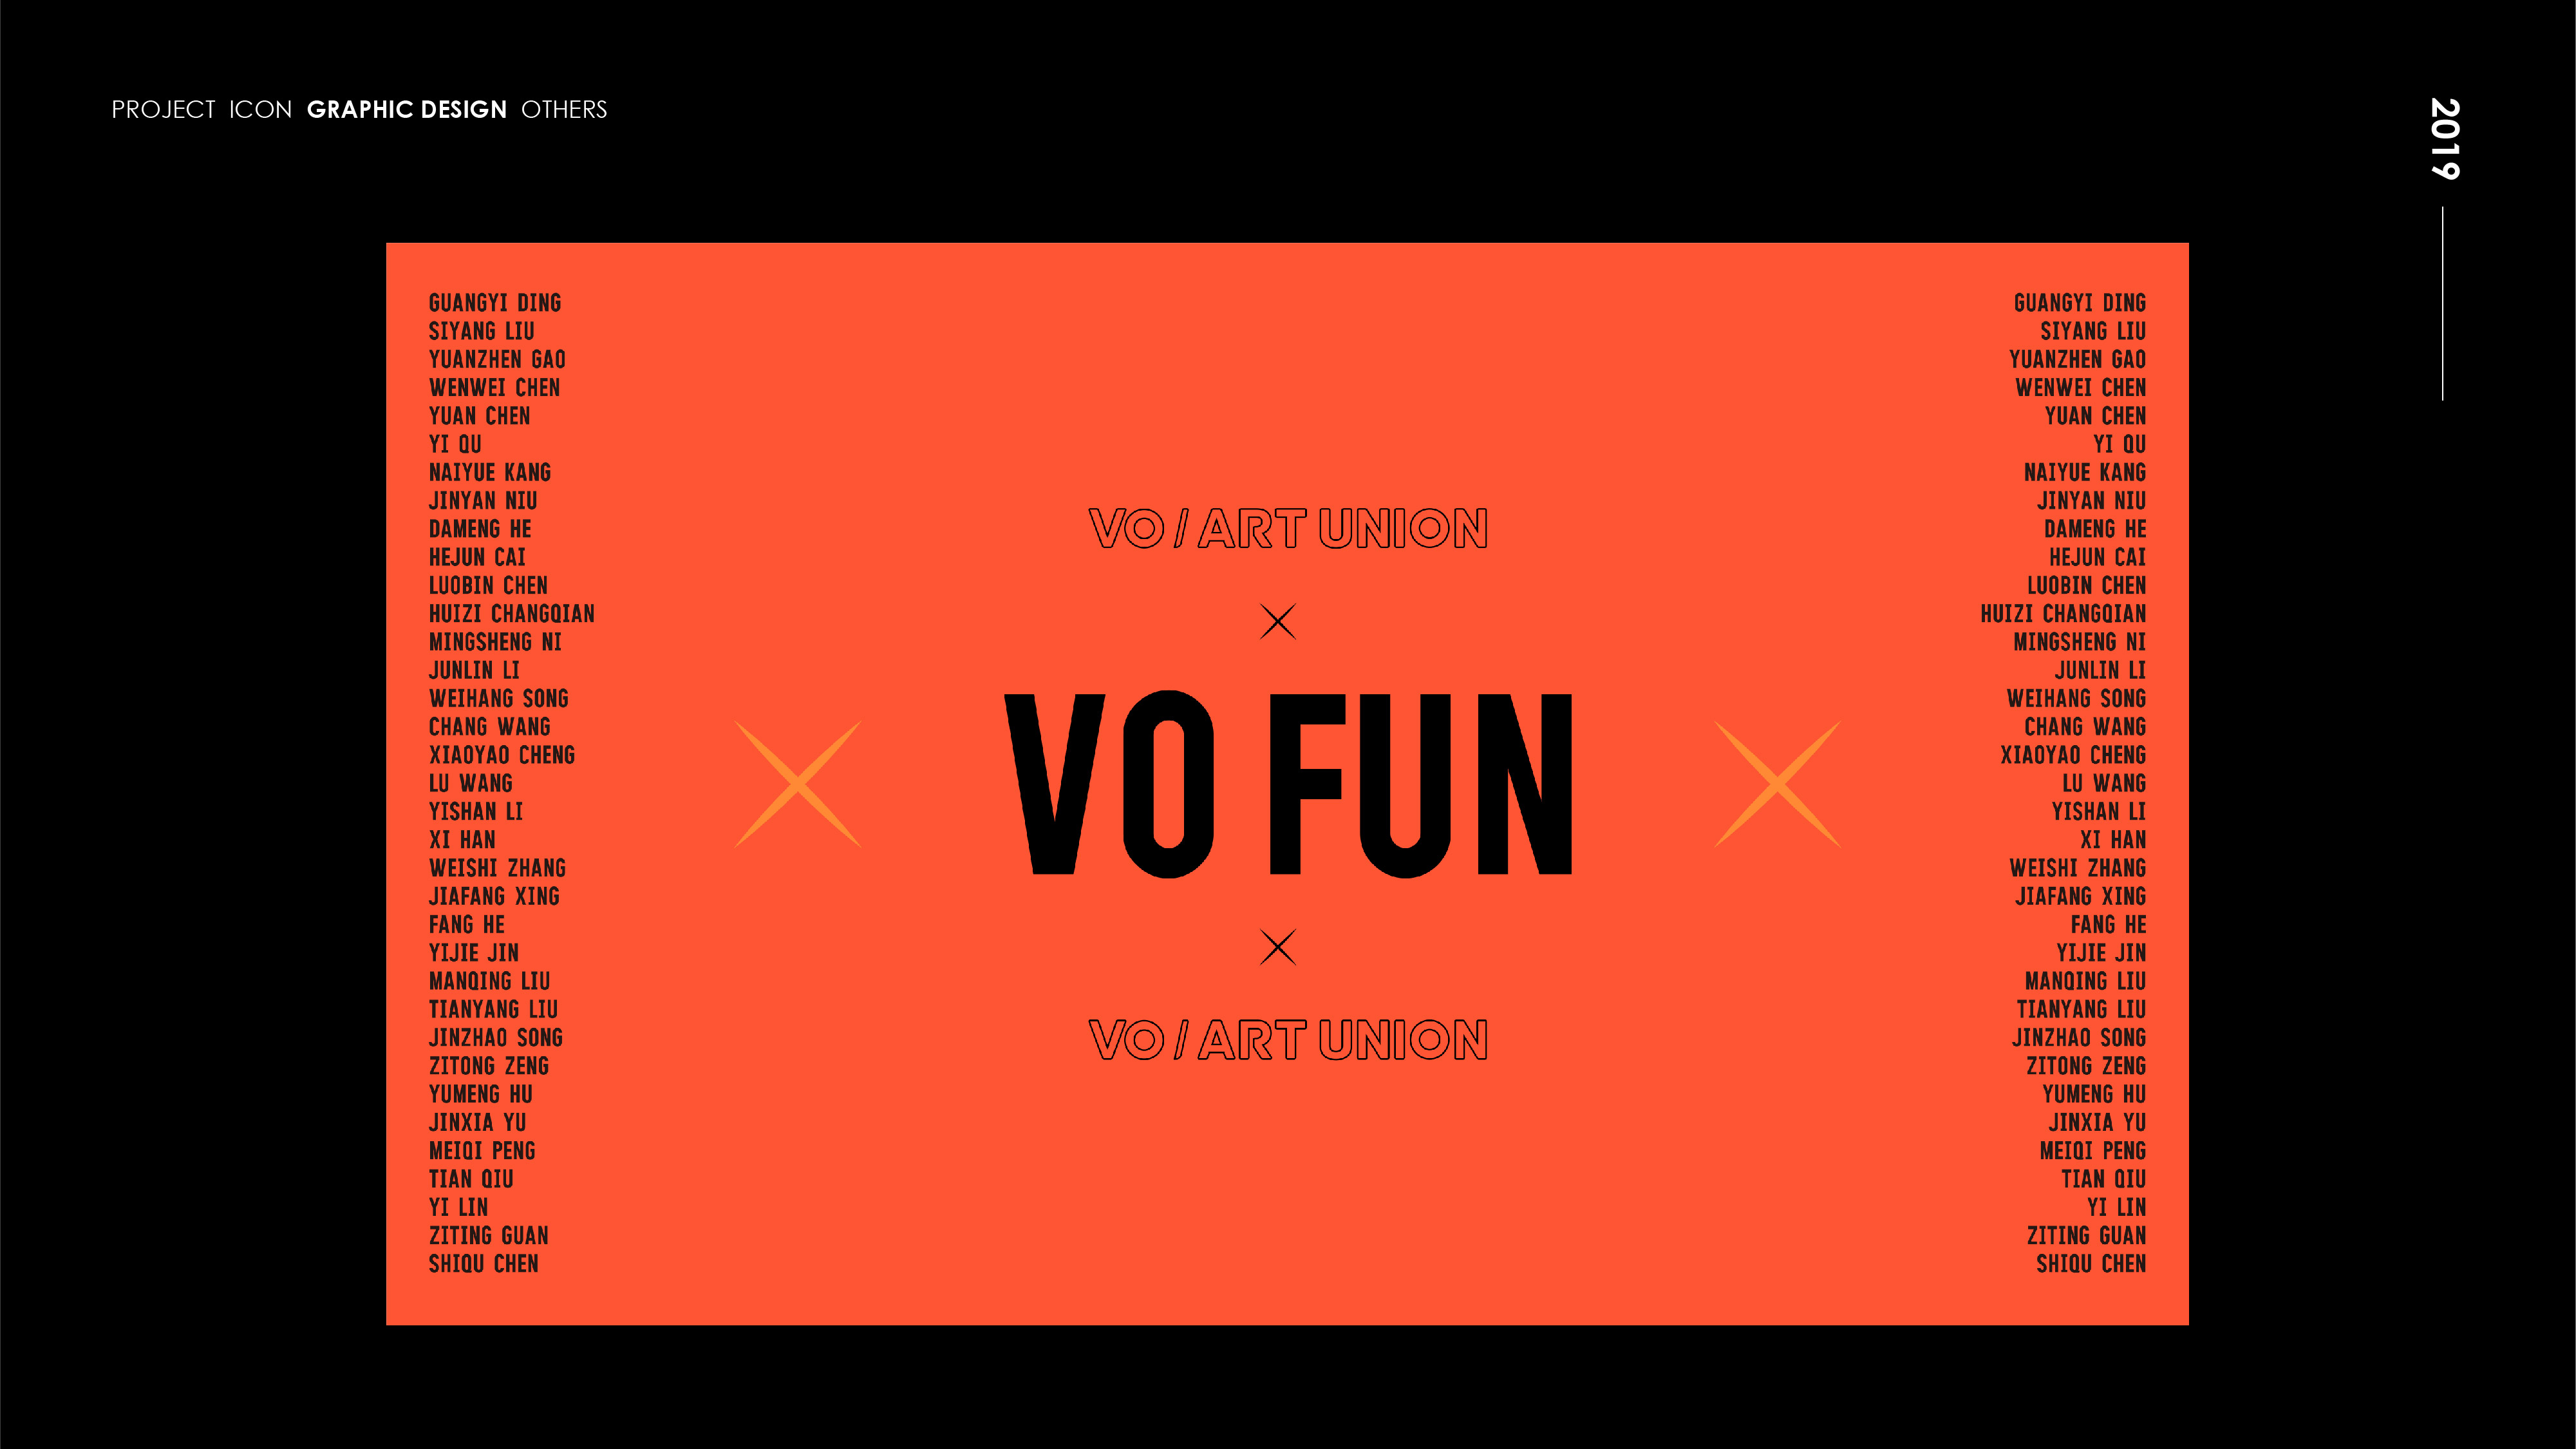 PROJECT ICON GRAPHIC DESIGN OTHERS
2019
GUANGYI DING
SIYANG LIU
YUANZHEN GAO
WENWEI CHEN
YUAN CHEN
YI QU
NAIYUE KANG
JINYAN NIU
DAMENG HE
HEJUN CAI
LUOBIN CHEN
HUIZI CHANGQIAN
MINGSHENG NI
JUNLIN LI
WEIHANG SONG
CHANG WANG
XIAOYAO CHENG
LU WANG
YISHAN LI
XI HAN
WEISHI ZHANG
JIAFANG XING
FANG HE
YIJIE JIN
MANQING LIU
TIANYANG LIU
JINZHAO SONG
ZITONG ZENG
YUMENG HU
JINXIA YU
MEIQI PENG
TIAN QIU
YI LIN
ZITING GUAN
SHIQU CHEN
VO / ART UNION
VO FUN
VO / ART UNION
GUANGYI DING
SIYANG LIU
YUANZHEN GAO
WENWEI CHEN
YUAN CHEN
YI QU
NAIYUE KANG
JINYAN NIU
DAMENG HE
HEJUN CAI
LUOBIN CHEN
HUIZI CHANGQIAN
MINGSHENG NI
JUNLIN LI
WEIHANG SONG
CHANG WANG
XIAOYAO CHENG
LU WANG
YISHAN LI
XI HAN
WEISHI ZHANG
JIAFANG XING
FANG HE
YIJIE JIN
MANQING LIU
TIANYANG LIU
JINZHAO SONG
ZITONG ZENG
YUMENG HU
JINXIA YU
MEIQI PENG
TIAN QIU
YI LIN
ZITING GUAN
SHIQU CHEN